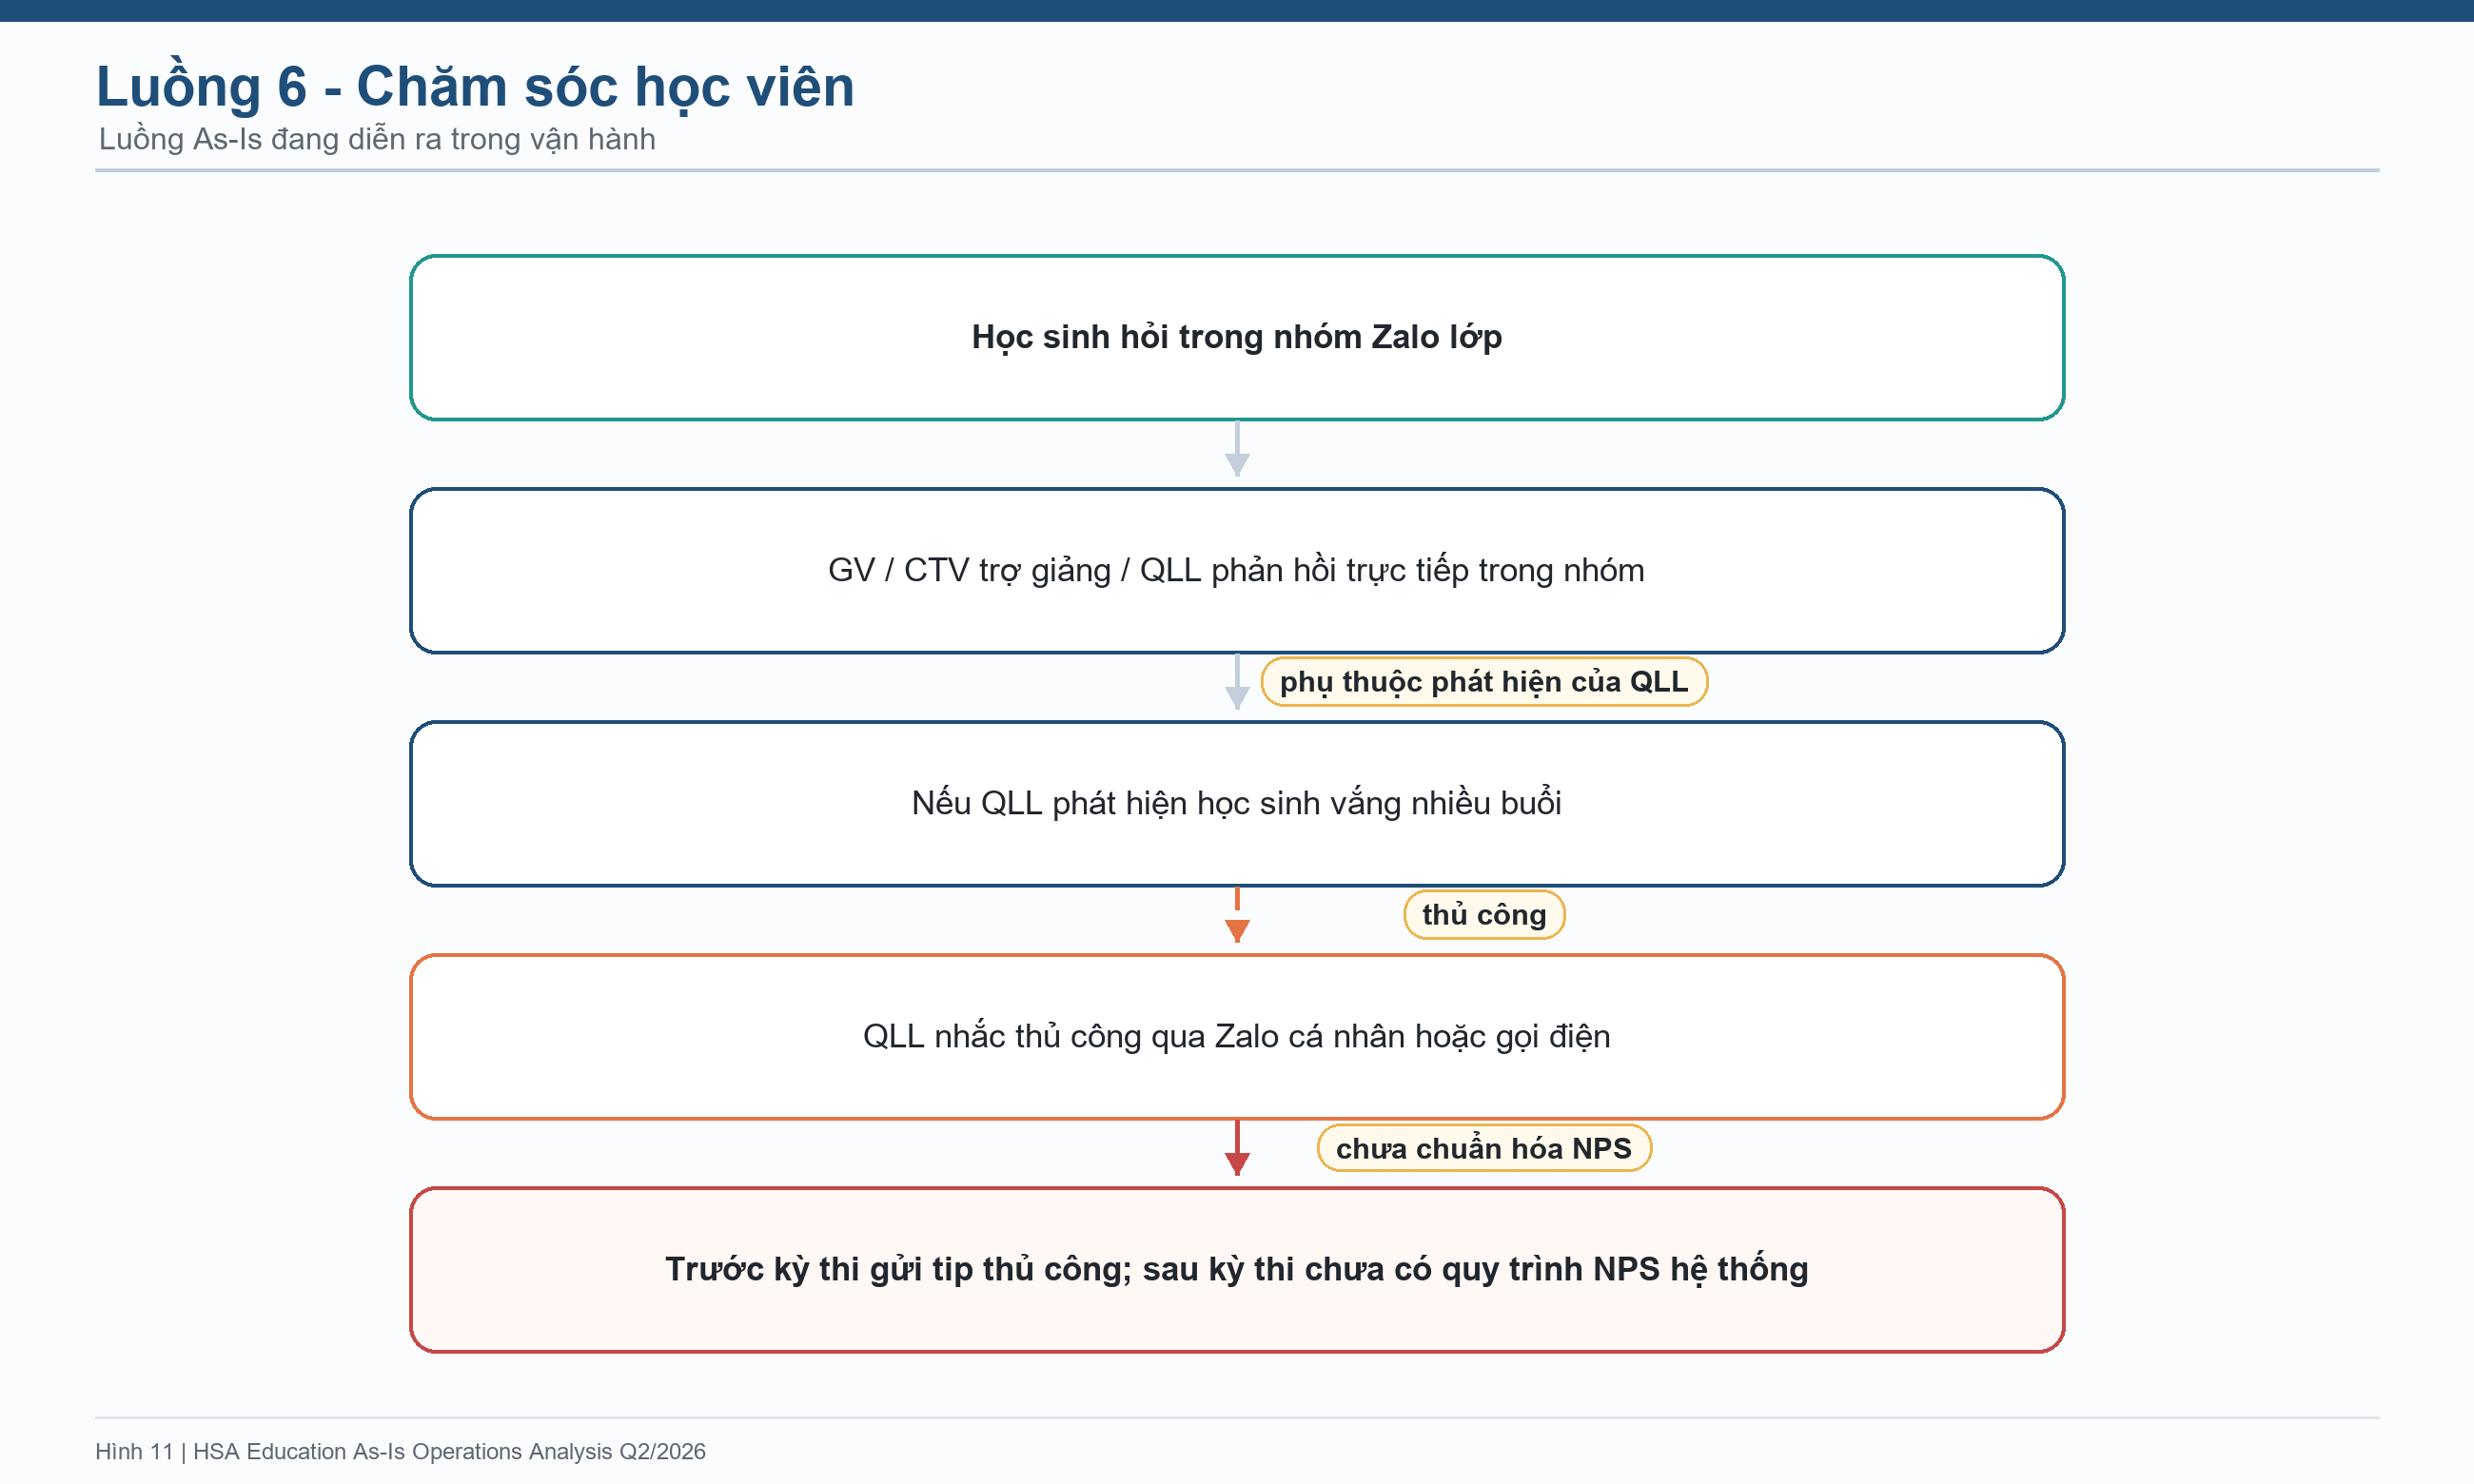 Luồng 6 - Chăm sóc học viên
Luồng As-Is đang diễn ra trong vận hành
Học sinh hỏi trong nhóm Zalo lớp
GV / CTV trợ giảng / QLL phản hồi trực tiếp trong nhóm
phụ thuộc phát hiện của QLL
Nếu QLL phát hiện học sinh vắng nhiều buổi
thủ công
QLL nhắc thủ công qua Zalo cá nhân hoặc gọi điện
chưa chuẩn hóa NPS
Trước kỳ thi gửi tip thủ công; sau kỳ thi chưa có quy trình NPS hệ thống
Hình 11 | HSA Education As-Is Operations Analysis Q2/2026